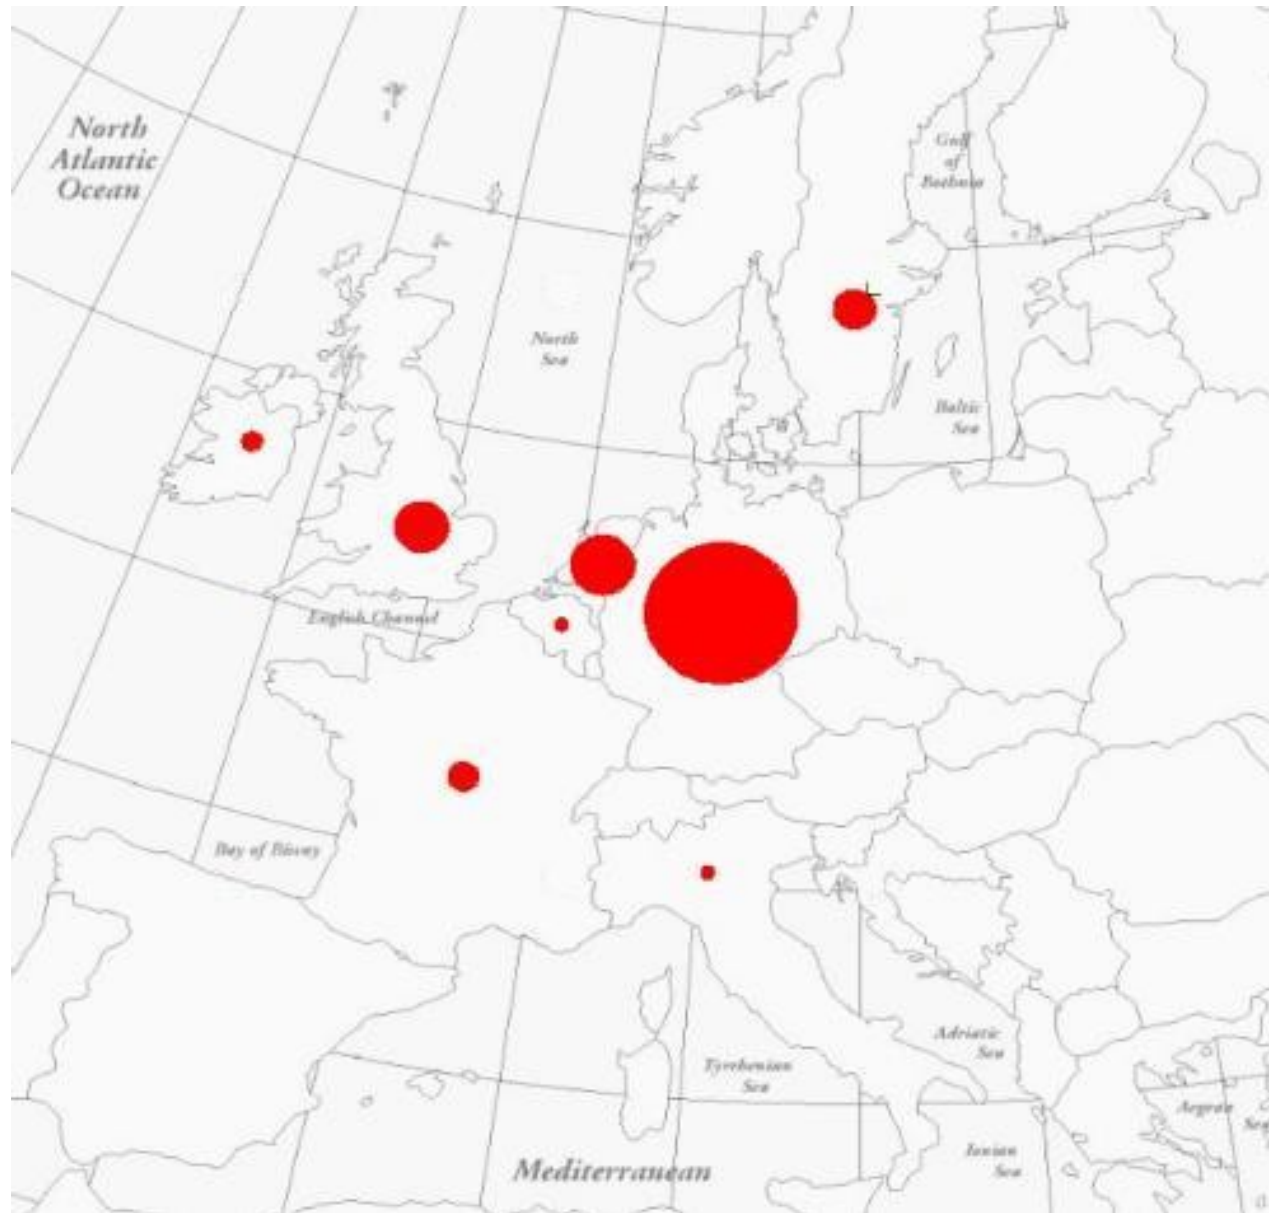 North
Atlantic
Ocean
Gulf
of
Bothnia
North
Sea
Baltic
Sea
English Channel
Bay of Biscay
Adriatic
Sea
Tyrrhenian
Sea
Aegean
Sea
Ionian
Sea
Mediterranean